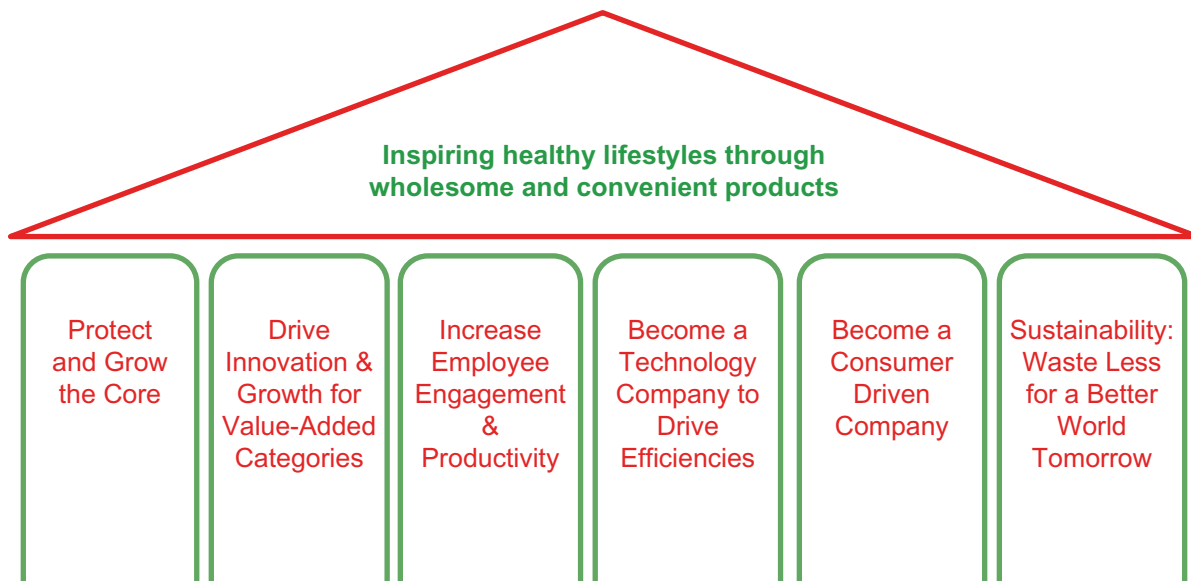 Inspiring healthy lifestyles through
wholesome and convenient products
Protect
and Grow
the Core
Drive
Innovation &
Growth for
Value-Added
Categories
Increase
Employee
Engagement
&
Productivity
Become a
Technology
Company to
Drive
Efficiencies
Become a
Consumer
Driven
Company
Sustainability:
Waste Less
for a Better
World
Tomorrow